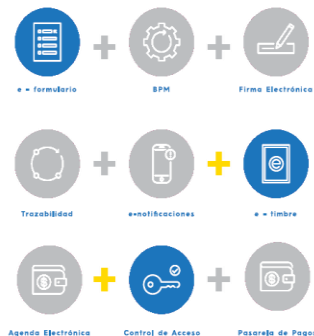 e - formulario
BPM
Firma Electrónica
Trazabilidad
e-notificaciones
e - timbre
Agenda Electrónica
Control de Acceso
Pasarela de Pagos